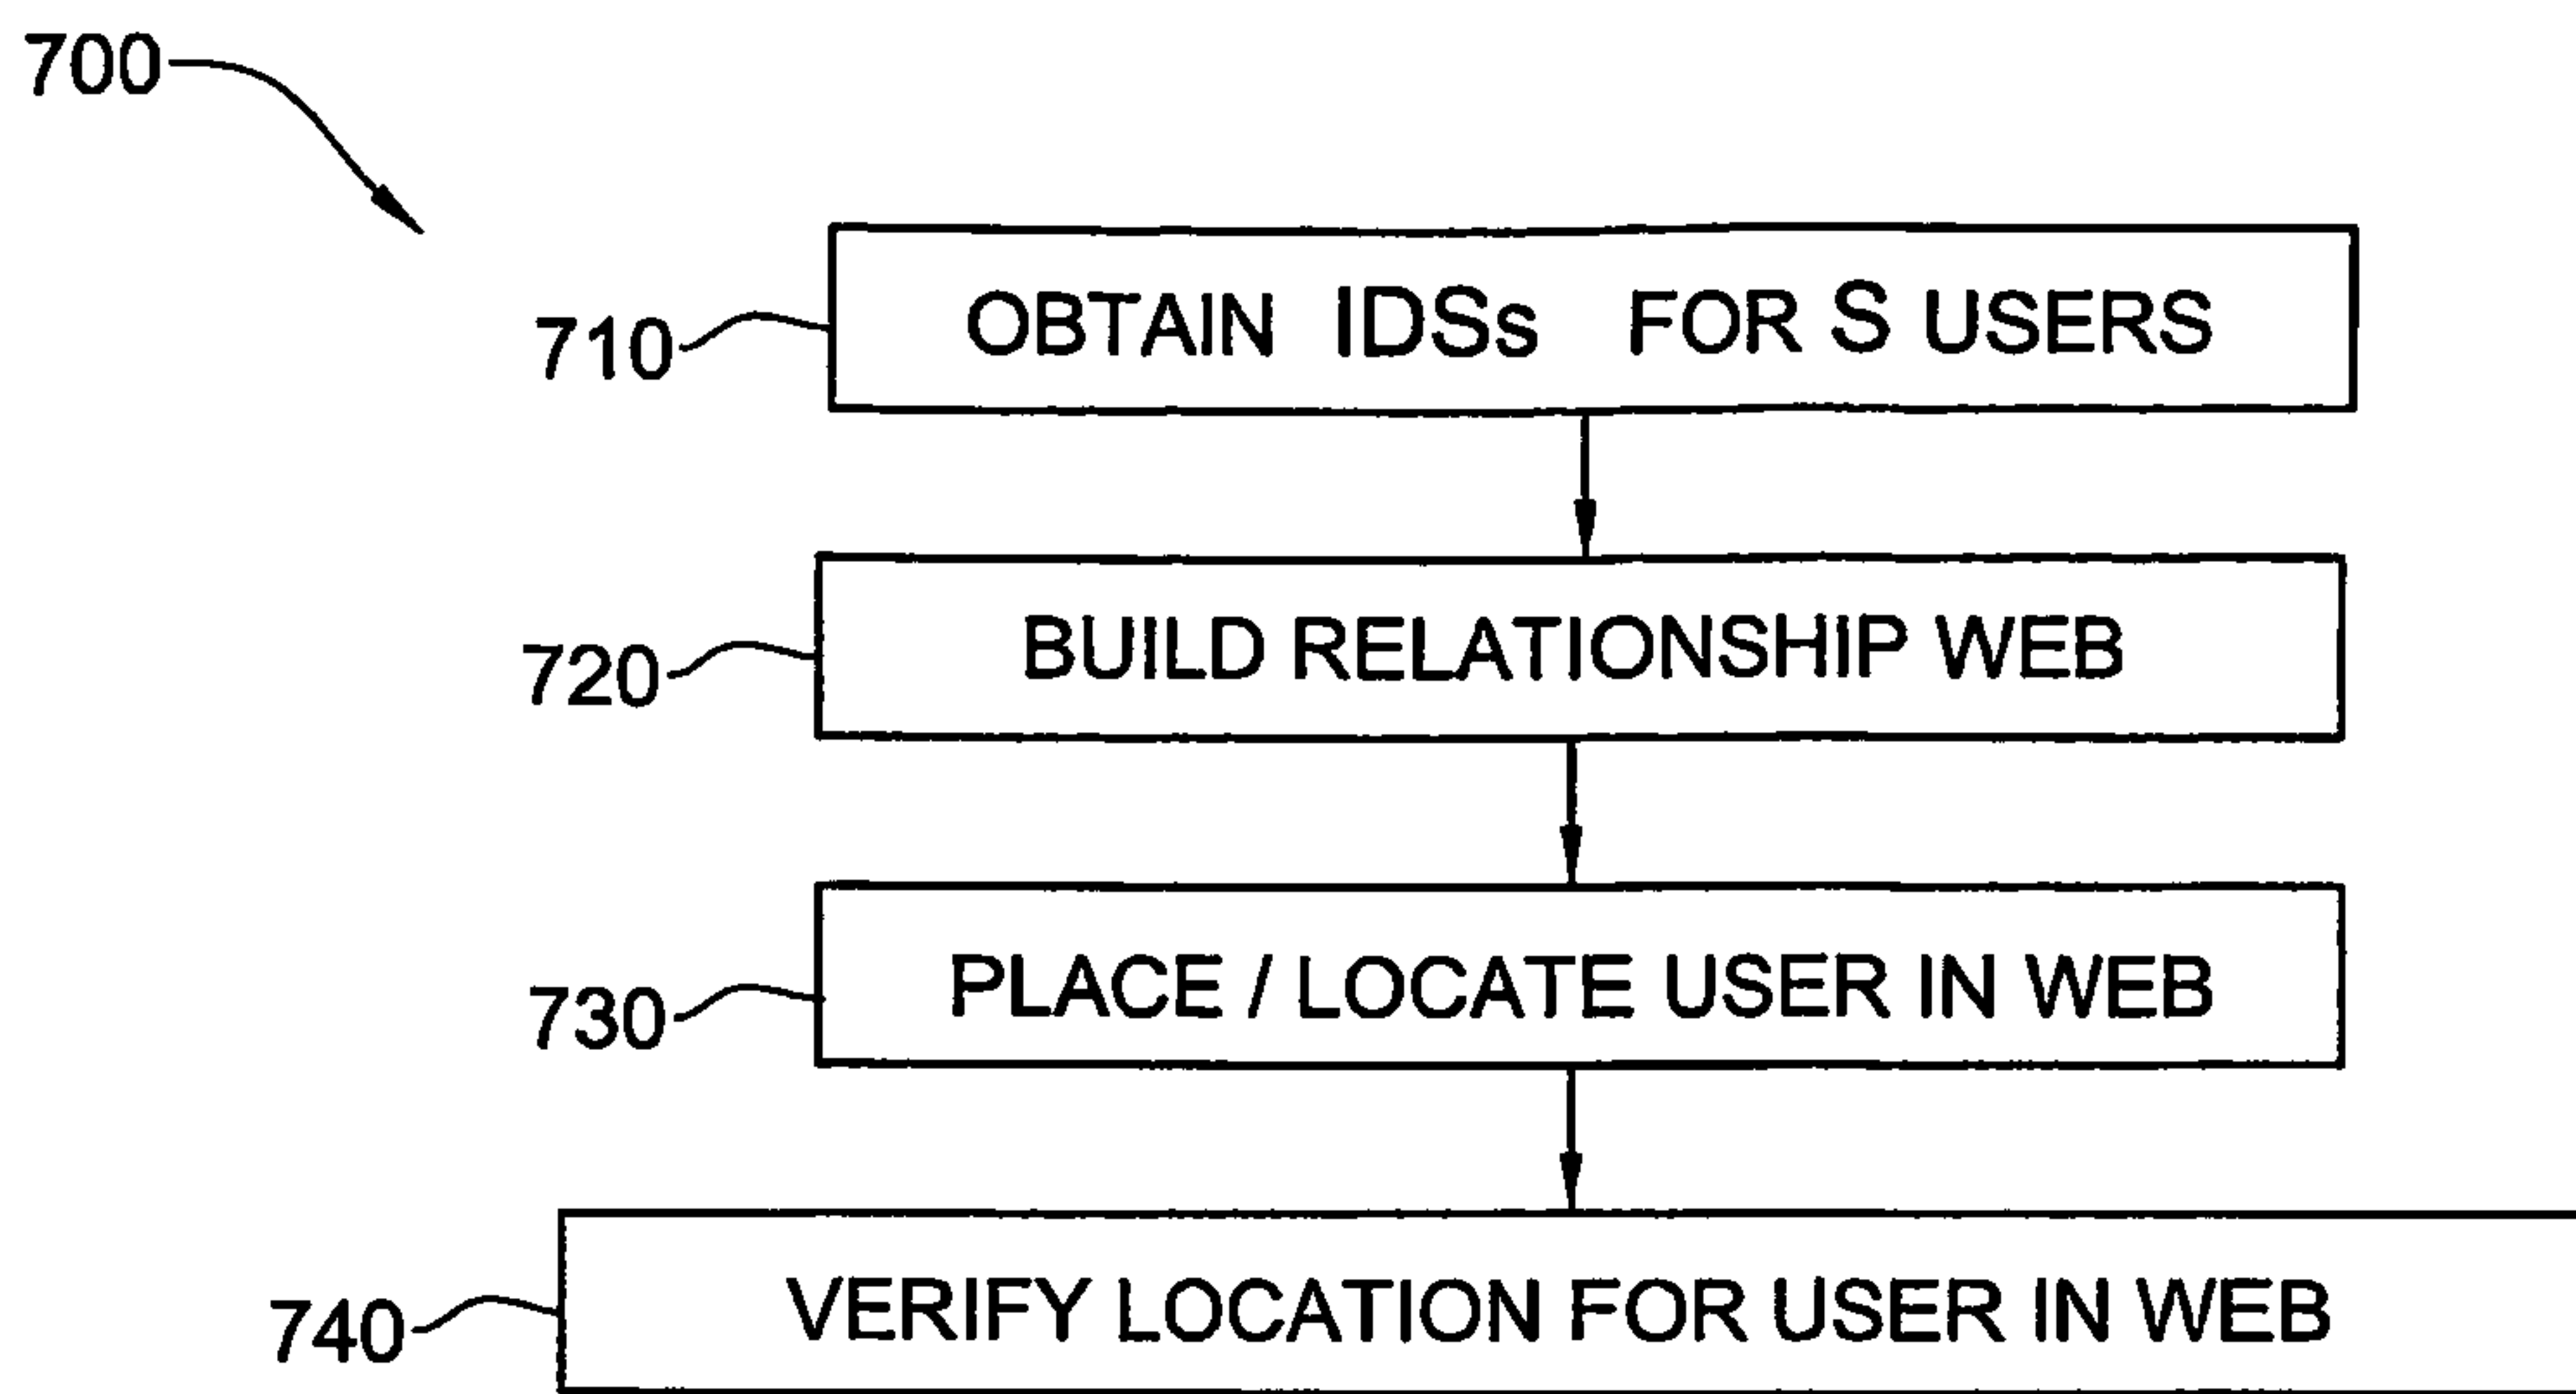 700
710 OBTAIN IDSs FOR S USERS
720 BUILD RELATIONSHIP WEB
730 PLACE / LOCATE USER IN WEB
740 VERIFY LOCATION FOR USER IN WEB